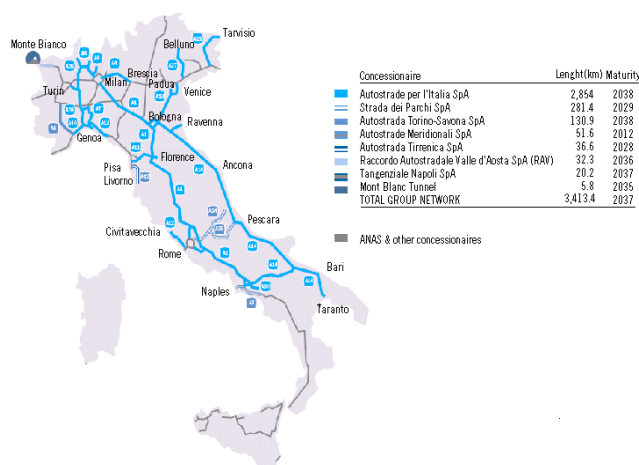 Tarvisio
Belluno
Monte Bianco
Brescia
Padua
Milan
Turin
Venice
Bologna
Ravenna
Genoa
Florence
Pisa
Livorno
Ancona
Pescara
Civitavecchia
Rome
Bari
Naples
Taranto
Concessionaire Lenght(km) Maturity
Autostrade per l'Italia SpA 2,854 2038
Strada dei Parchi SpA 281.4 2029
Autostrada Torino-Savona SpA 130.9 2038
Autostrade Meridionali SpA 51.6 2012
Autostrada Tirrenica SpA 36.6 2028
Raccordo Autostradale Valle d'Aosta SpA (RAV) 32.3 2036
Tangenziale Napoli SpA 20.2 2037
Mont Blanc Tunnel 5.8 2035
TOTAL GROUP NETWORK 3,413.4 2037
ANAS & other concessionaires